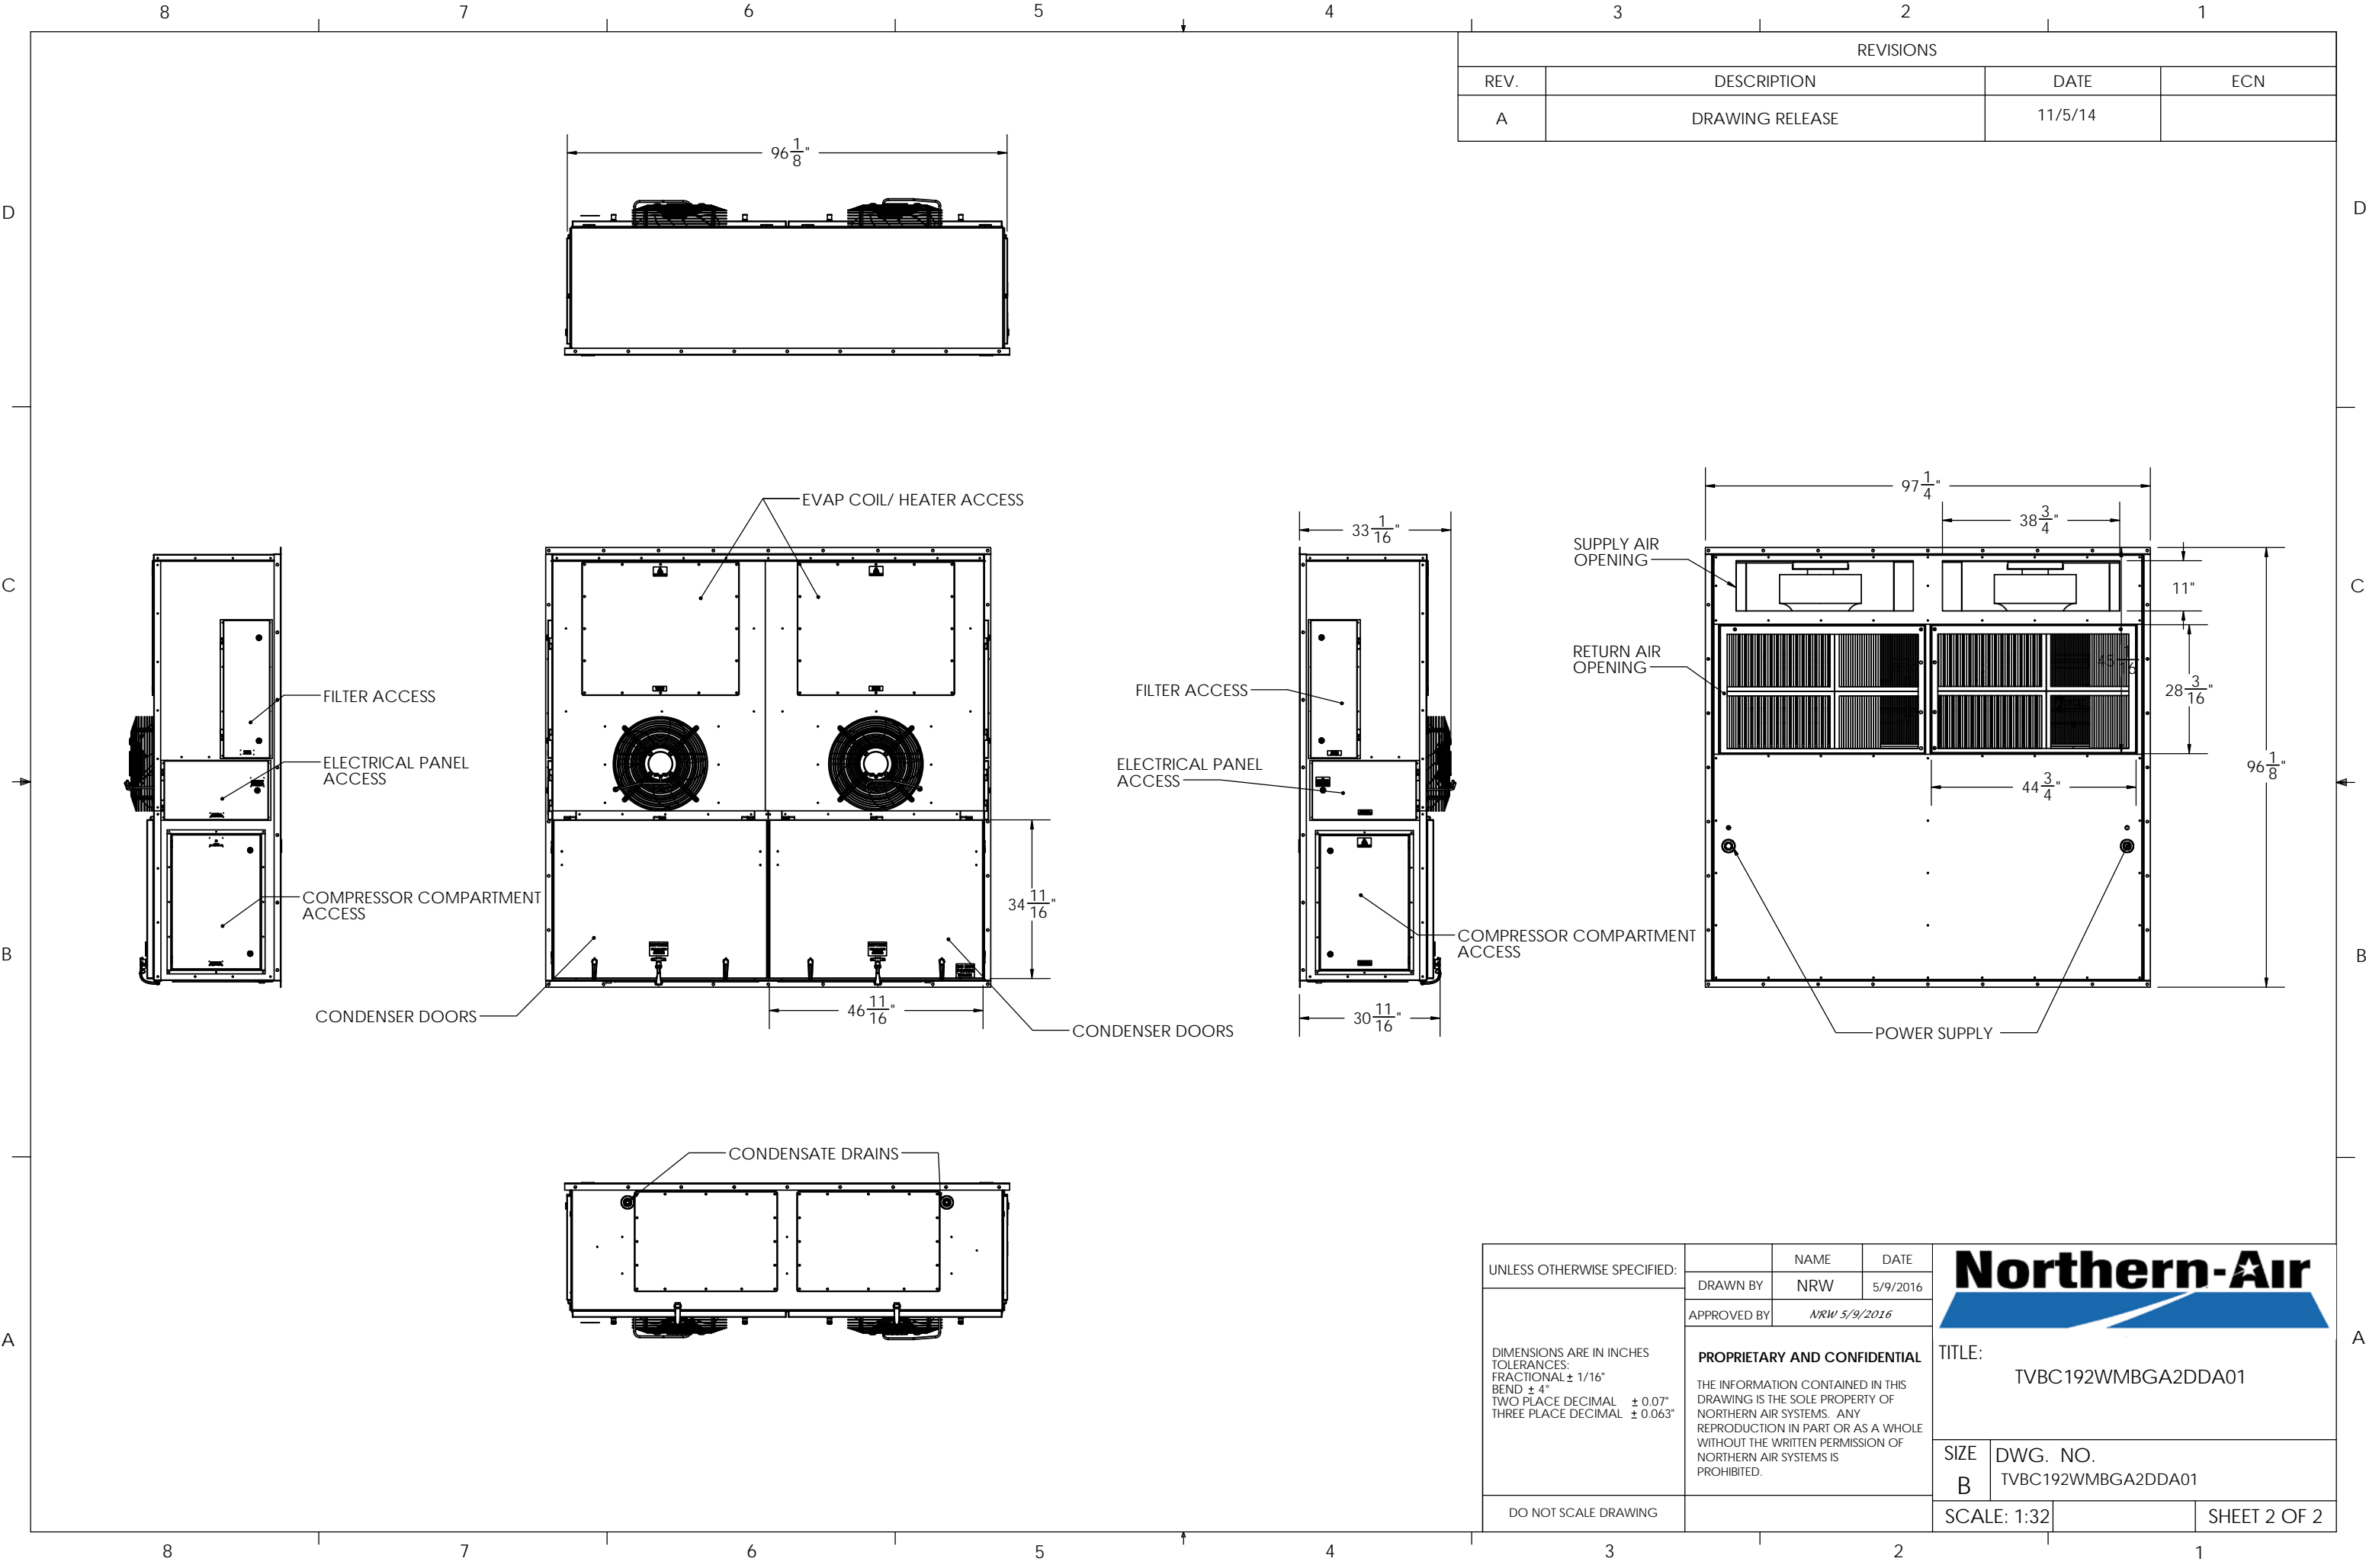 8 7 6 5 4 3 2 1
REVISIONS
REV. DESCRIPTION DATE ECN
A DRAWING RELEASE 11/5/14
96 1/8"
D D
EVAP COIL/ HEATER ACCESS
FILTER ACCESS
ELECTRICAL PANEL
ACCESS
COMPRESSOR COMPARTMENT
ACCESS
CONDENSER DOORS
34 11/16"
46 11/16"
CONDENSER DOORS
33 1/16"
FILTER ACCESS
ELECTRICAL PANEL
ACCESS
COMPRESSOR COMPARTMENT
ACCESS
30 11/16"
97 1/4"
38 3/4"
SUPPLY AIR
OPENING
11"
RETURN AIR
OPENING
45 1/16
28 3/16"
44 3/4"
96 1/8"
POWER SUPPLY
C C
B B
CONDENSATE DRAINS
A A
UNLESS OTHERWISE SPECIFIED:
DIMENSIONS ARE IN INCHES
TOLERANCES:
FRACTIONAL ± 1/16"
BEND ± 4°
TWO PLACE DECIMAL ± 0.07"
THREE PLACE DECIMAL ± 0.063"
DO NOT SCALE DRAWING
NAME DATE
DRAWN BY NRW 5/9/2016
APPROVED BY NRW 5/9/2016
PROPRIETARY AND CONFIDENTIAL
THE INFORMATION CONTAINED IN THIS
DRAWING IS THE SOLE PROPERTY OF
NORTHERN AIR SYSTEMS. ANY
REPRODUCTION IN PART OR AS A WHOLE
WITHOUT THE WRITTEN PERMISSION OF
NORTHERN AIR SYSTEMS IS
PROHIBITED.
Northern-Air
TITLE:
TVBC192WMBGA2DDA01
SIZE DWG. NO.
B TVBC192WMBGA2DDA01
SCALE: 1:32 SHEET 2 OF 2
8 7 6 5 4 3 2 1